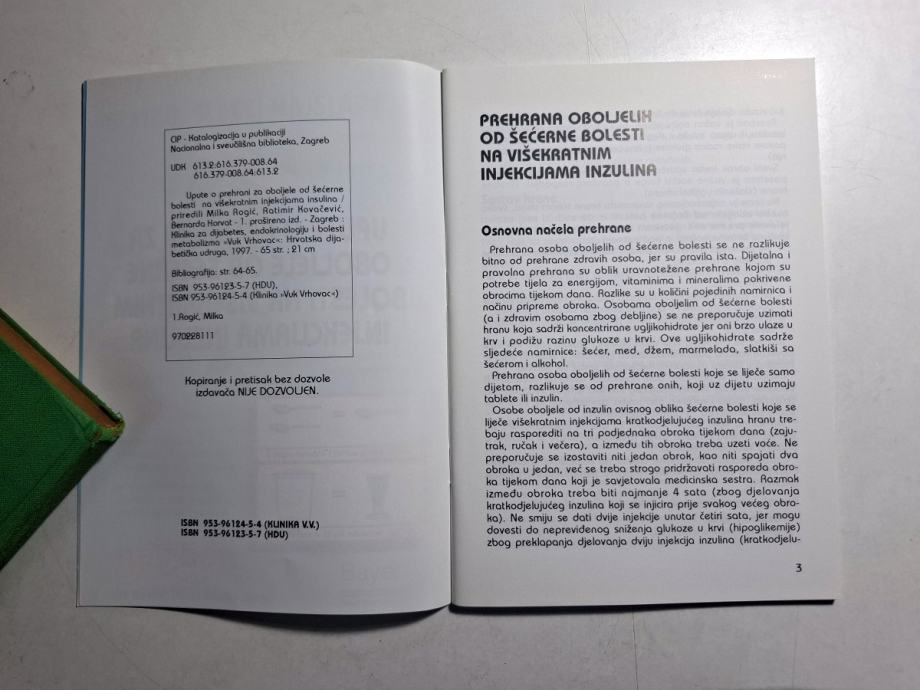 CIP - Katalogizacija u publikaciji
Nacionalna i sveučilišna biblioteka, Zagreb
UDK 613.2:616.379-008.64
616.379-008.64:613.2
Upute o prehrani za oboljele od šećerne
bolesti na višekratnim injekcijama insulina /
priredili Milka Rogić, Ratimir Kovačević,
Bernarda Horvat - 1. prošireno izd. - Zagreb :
Klinika za dijabetes, endokrinologiju i bolesti
metabolizma »Vuk Vrhovac«: Hrvatska dija-
betička udruga, 1997. - 65 str. ; 21 cm
Bibliografija: str. 64-65.
ISBN 953-96123-5-7 (HDU),
ISBN 953-96124-5-4 (Klinika »Vuk Vrhovac«)
1.Rogić, Milka
970228111
Kopiranje i pretisak bez dozvole
izdavača NIJE DOZVOLJEN.
ISBN 953-96124-5-4 (KLINIKA V.V.)
ISBN 953-96123-5-7 (HDU)
PREHRANA OBOLJELIH
OD ŠEĆERNE BOLESTI
NA VIŠEKRATNIM
INJEKCIJAMA INZULINA
Osnovna načela prehrane
Prehrana osoba oboljelih od šećerne bolesti se ne razlikuje
bitno od prehrane zdravih osoba, jer su pravila ista. Dijetalna i
pravolna prehrana su oblik uravnotežene prehrane kojom su
potrebe tijela za energijom, vitaminima i mineralima pokrivene
obrocima tijekom dana. Razlike su u količini pojedinih namirnica i
načinu pripreme obroka. Osobama oboljelim od šećerne bolesti
(a i zdravim osobama zbog debljine) se ne preporučuje uzimati
hranu koja sadrži koncentrirane ugljikohidrate jer oni brzo ulaze u
krv i podižu razinu glukoze u krvi. Ove ugljikohidrate sadrže
sljedeće namirnice: šećer, med, džem, marmelada, slatkiši sa
šećerom i alkohol.
Prehrana osoba oboljelih od šećerne bolesti koje se liječe samo
dijetom, razlikuje se od prehrane onih, koji uz dijetu uzimaju
tablete ili inzulin.
Osobe oboljele od inzulin ovisnog oblika šećerne bolesti koje se
liječe višekratnim injekcijama kratkodjelujućeg inzulina hranu tre-
baju rasporediti na tri podjednaka obroka tijekom dana (zaju-
trak, ručak i večera), a između tih obroka treba uzeti voće. Ne
preporučuje se izostaviti niti jedan obrok, kao niti spajati dva
obroka u jedan, već se treba strogo pridržavati rasporeda obro-
ka tijekom dana koji je savjetovala medicinska sestra. Razmak
između obroka treba biti najmanje 4 sata (zbog djelovanja
kratkodjelujućeg inzulina koji se injicira prije svakog većeg obro-
ka). Ne smiju se dati dvije injekcije unutar četiri sata, jer mogu
dovesti do nepreviđenog sniženja glukoze u krvi (hipoglikemije)
zbog preklapanja djelovanja dviju injekcija inzulina (kratkodjelu-
3